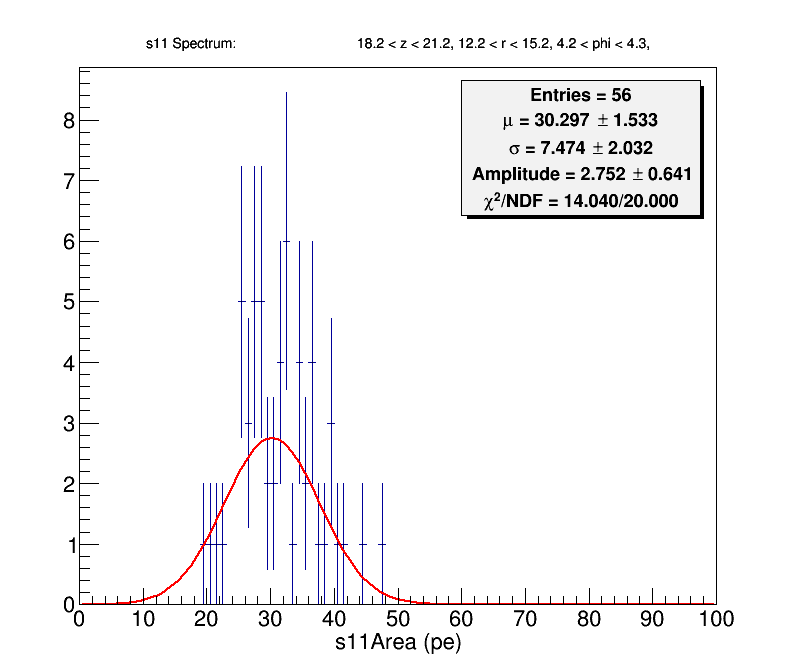 s11 Spectrum: 18.2 < z < 21.2, 12.2 < r < 15.2, 4.2 < phi < 4.3,
Entries = 56
μ = 30.297 ± 1.533
σ = 7.474 ± 2.032
Amplitude = 2.752 ± 0.641
χ²/NDF = 14.040/20.000
8
7
6
5
4
3
2
1
0
0 10 20 30 40 50 60 70 80 90 100
s11Area (pe)